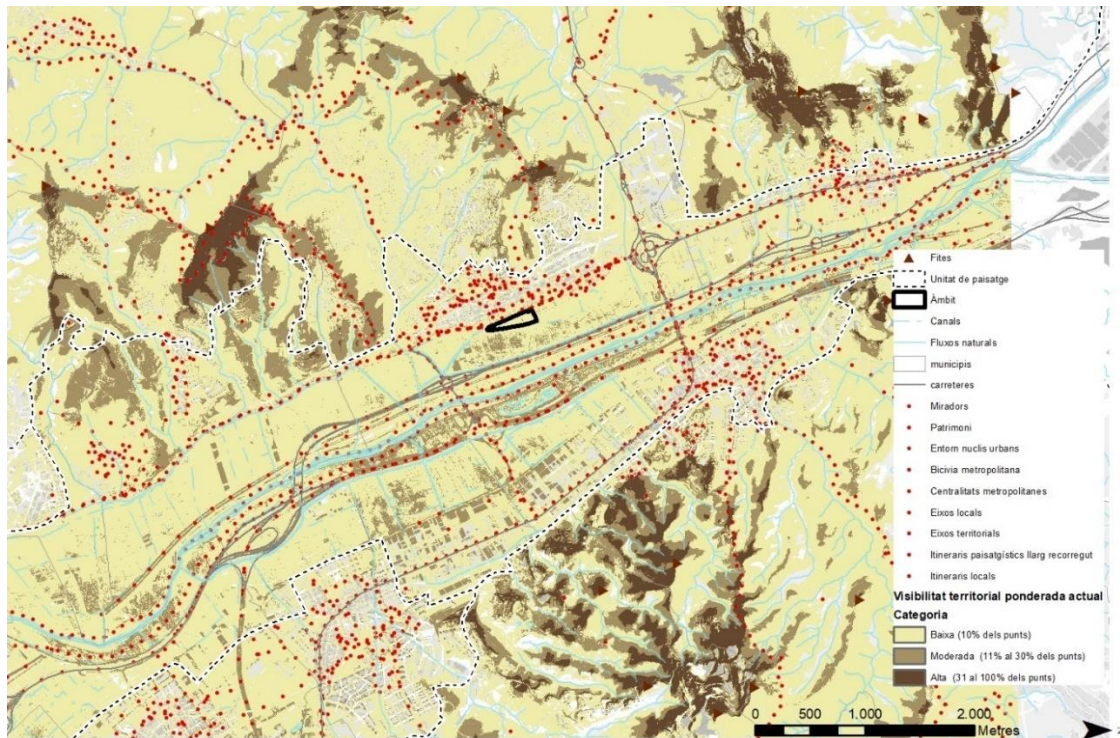 Fites
Unitat de paisatge
Àmbit
Canals
Fluxos naturals
municipis
carreteres
Miradors
Patrimoni
Entorn nuclis urbans
Bicivia metropolitana
Centralitats metropolitanes
Eixos locals
Eixos territorials
Itineraris paisatgístics llarg recorregut
Itineraris locals
Visibilitat territorial ponderada actual
Categoria
Baixa (10% dels punts)
Moderada (11% al 30% dels punts)
Alta (31 al 100% dels punts)
0 500 1.000 2.000
Metres